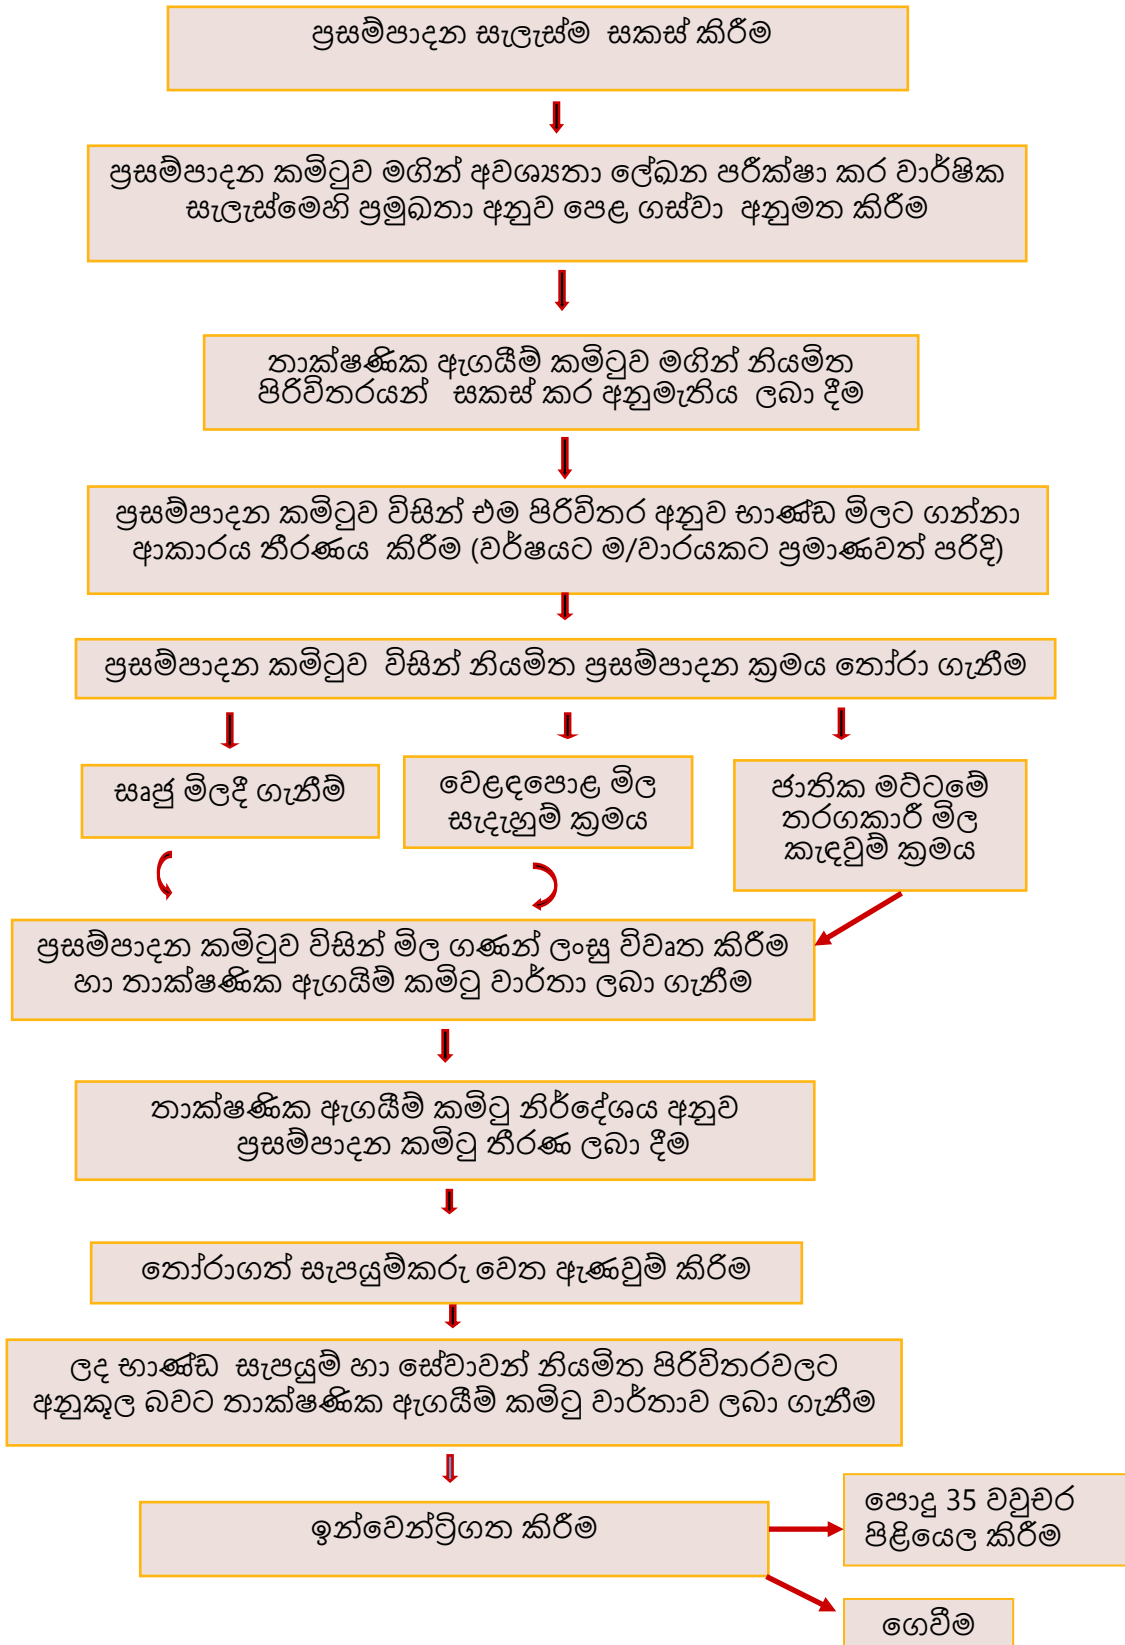 ප්‍රසම්පාදන සැලැස්ම සකස් කිරීම
ප්‍රසම්පාදන කමිටුව මගින් අවශ්‍යතා ලේඛන පරීක්ෂා කර වාර්ෂික
සැලැස්මෙහි ප්‍රමුඛතා අනුව පෙළ ගස්වා අනුමත කිරීම
තාක්ෂණික ඇගයීම් කමිටුව මගින් නියමිත
පිරිවිතරයන් සකස් කර අනුමැතිය ලබා දීම
ප්‍රසම්පාදන කමිටුව විසින් එම පිරිවිතර අනුව භාණ්ඩ මිලට ගන්නා
ආකාරය තීරණය කිරීම (වර්ෂයට ම/වාරයකට ප්‍රමාණවත් පරිදි)
ප්‍රසම්පාදන කමිටුව විසින් නියමිත ප්‍රසම්පාදන ක්‍රමය තෝරා ගැනීම
සෘජු මිලදී ගැනීම්
වෙළඳපොළ මිල
සැදැහුම් ක්‍රමය
ජාතික මට්ටමේ
තරගකාරී මිල
කැඳවුම් ක්‍රමය
ප්‍රසම්පාදන කමිටුව විසින් මිල ගණන් ලංසු විවෘත කිරීම
හා තාක්ෂණික ඇගයිම් කමිටු වාර්තා ලබා ගැනීම
තාක්ෂණික ඇගයීම් කමිටු නිර්දේශය අනුව
ප්‍රසම්පාදන කමිටු තීරණ ලබා දීම
තෝරාගත් සැපයුම්කරු වෙත ඇණවුම් කිරිම
ලද භාණ්ඩ සැපයුම් හා සේවාවන් නියමිත පිරිවිතරවලට
අනුකූල බවට තාක්ෂණික ඇගයීම් කමිටු වාර්තාව ලබා ගැනීම
ඉන්වෙන්ට්‍රිගත කිරීම
පොදු 35 වවුචර
පිළියෙල කිරීම
ගෙවීම